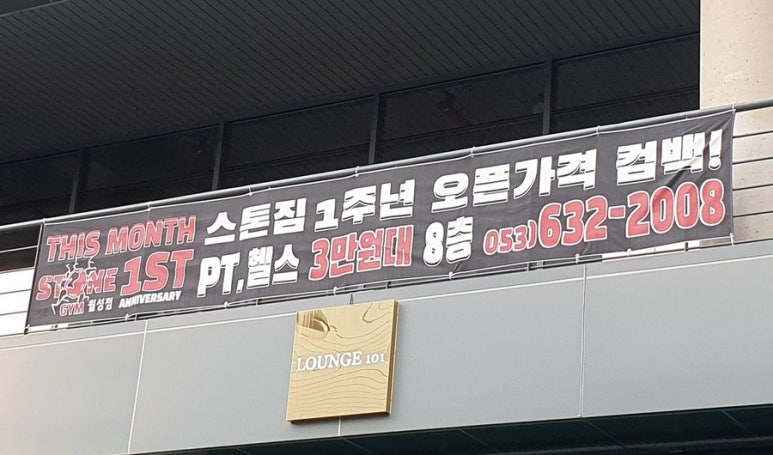 THIS MONTH
STONE 1ST
GYM 월성점 ANNIVERSARY
스톤짐 1주년 오픈가격 컴백!
PT,헬스 3만원대 8층 053)632-2008
LOUNGE 101